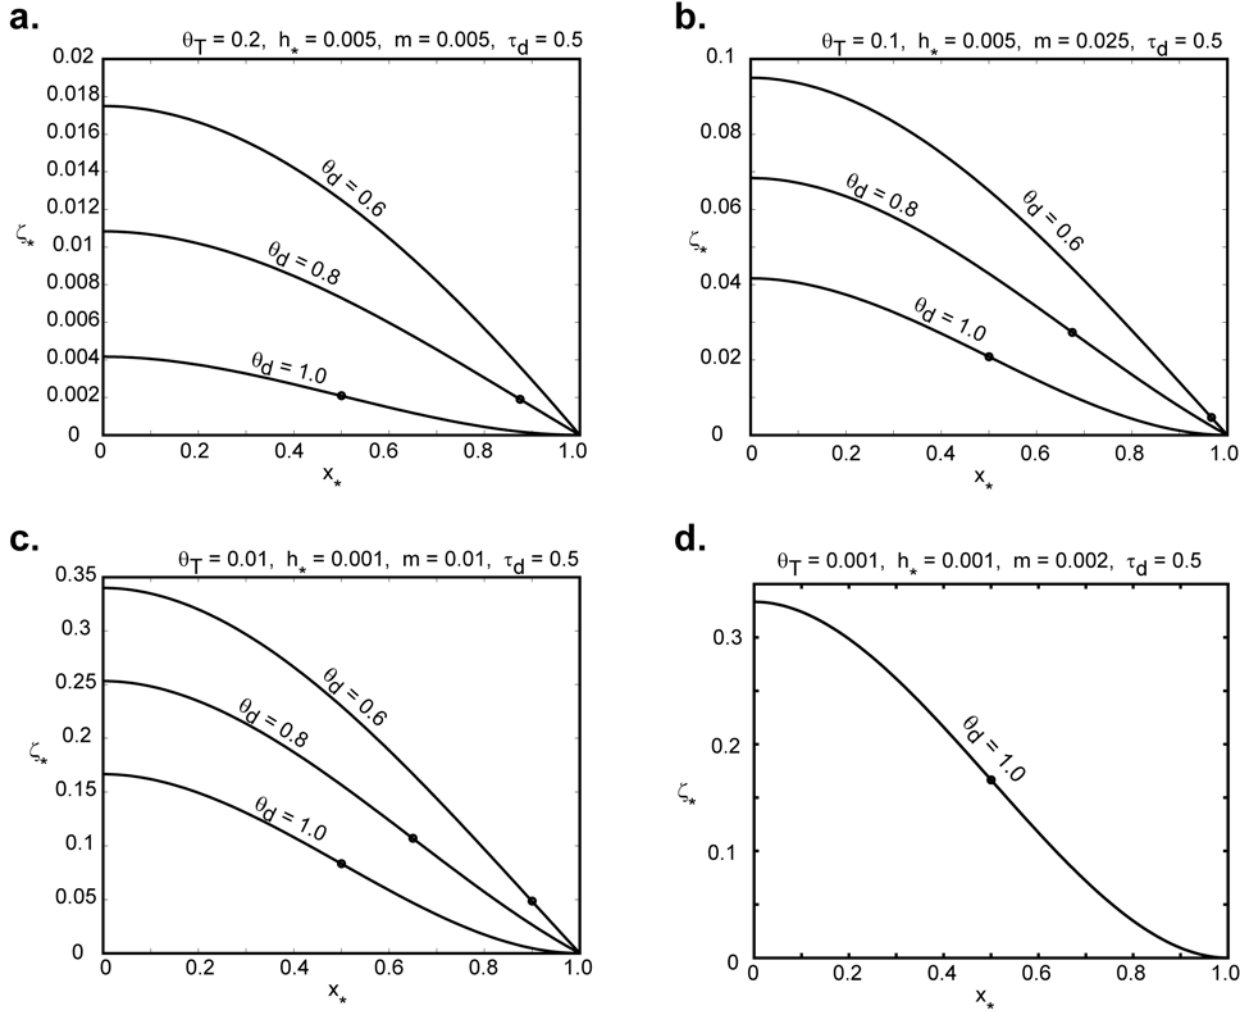 a.
θT = 0.2, h* = 0.005, m = 0.005, τd = 0.5
0.02
0.018
0.016
0.014
0.012
0.01
0.008
0.006
0.004
0.002
0
ζ*
θd = 0.6
θd = 0.8
θd = 1.0
0 0.2 0.4 0.6 0.8 1.0
x*
b.
θT = 0.1, h* = 0.005, m = 0.025, τd = 0.5
0.1
0.08
0.06
0.04
0.02
0
ζ*
θd = 0.6
θd = 0.8
θd = 1.0
0 0.2 0.4 0.6 0.8 1.0
x*
c.
θT = 0.01, h* = 0.001, m = 0.01, τd = 0.5
0.35
0.3
0.25
0.2
0.15
0.1
0.05
0
ζ*
θd = 0.6
θd = 0.8
θd = 1.0
0 0.2 0.4 0.6 0.8 1.0
x*
d.
θT = 0.001, h* = 0.001, m = 0.002, τd = 0.5
0.3
0.2
0.1
0
ζ*
θd = 1.0
0 0.2 0.4 0.6 0.8 1.0
x*